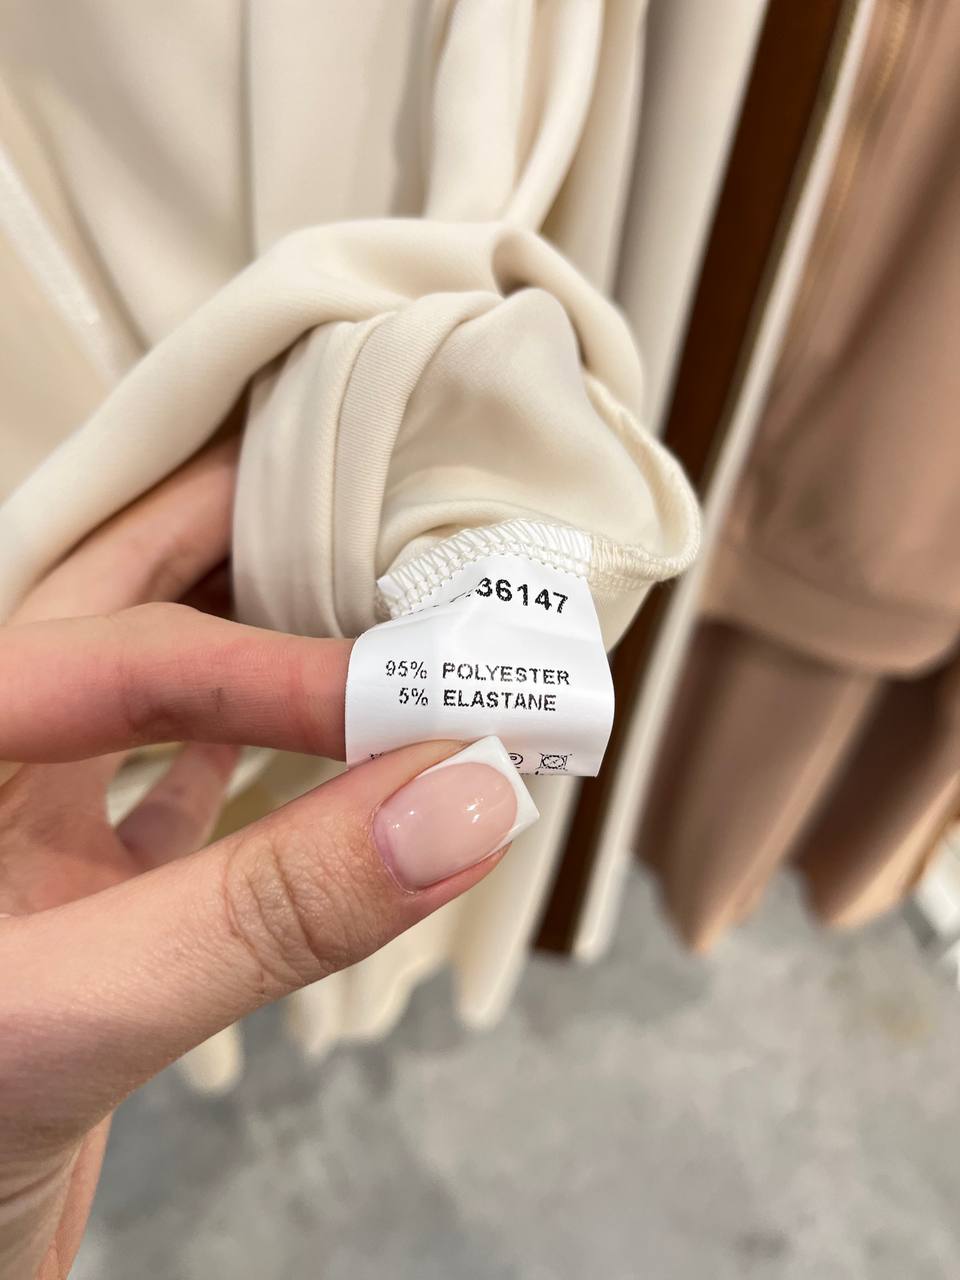 36147
95% POLYESTER
5% ELASTANE